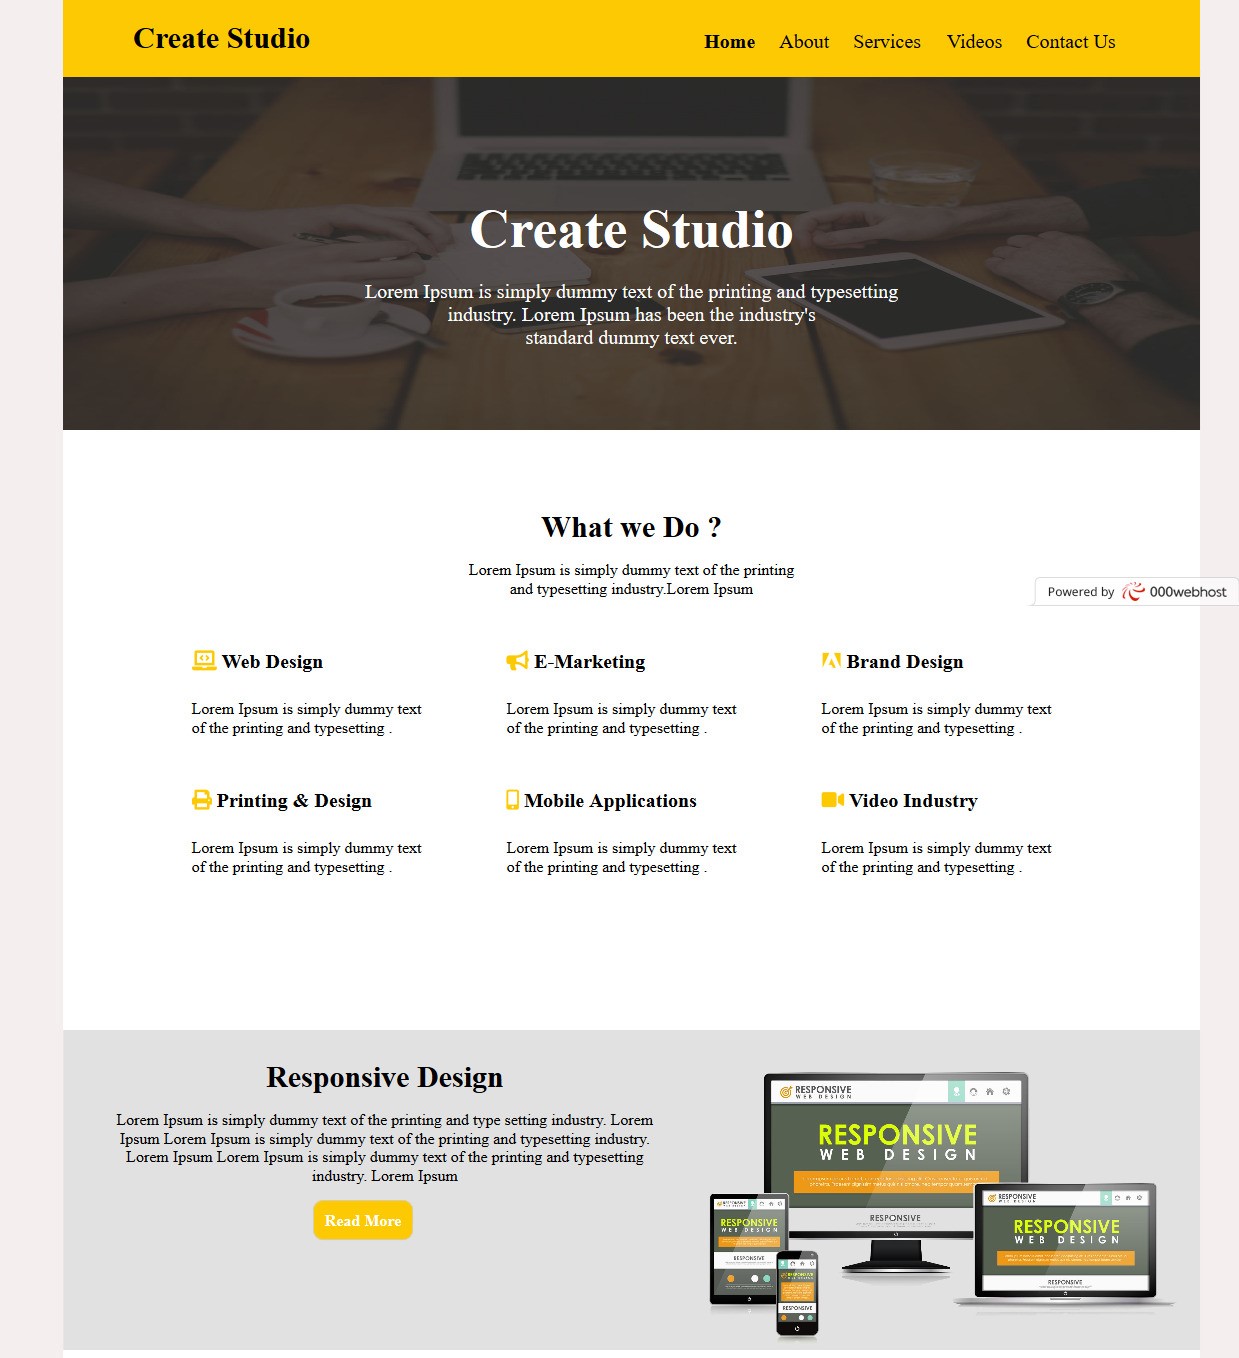 Create Studio
Home About Services Videos Contact Us
Create Studio
Lorem Ipsum is simply dummy text of the printing and typesetting
industry. Lorem Ipsum has been the industry's
standard dummy text ever.
What we Do ?
Lorem Ipsum is simply dummy text of the printing
and typesetting industry.Lorem Ipsum
Powered by 000webhost
Web Design
Lorem Ipsum is simply dummy text
of the printing and typesetting .
E-Marketing
Lorem Ipsum is simply dummy text
of the printing and typesetting .
Brand Design
Lorem Ipsum is simply dummy text
of the printing and typesetting .
Printing & Design
Lorem Ipsum is simply dummy text
of the printing and typesetting .
Mobile Applications
Lorem Ipsum is simply dummy text
of the printing and typesetting .
Video Industry
Lorem Ipsum is simply dummy text
of the printing and typesetting .
Responsive Design
Lorem Ipsum is simply dummy text of the printing and type setting industry. Lorem
Ipsum Lorem Ipsum is simply dummy text of the printing and typesetting industry.
Lorem Ipsum Lorem Ipsum is simply dummy text of the printing and typesetting
industry. Lorem Ipsum
Read More
RESPONSIVE
WEB DESIGN
RESPONSIVE
WEB DESIGN
RESPONSIVE
RESPONSIVE
WEB DESIGN
RESPONSIVE
WEB DESIGN
RESPONSIVE
RESPONSIVE
WEB DESIGN
RESPONSIVE
RESPONSIVE
WEB DESIGN
RESPONSIVE
WEB DESIGN
RESPONSIVE